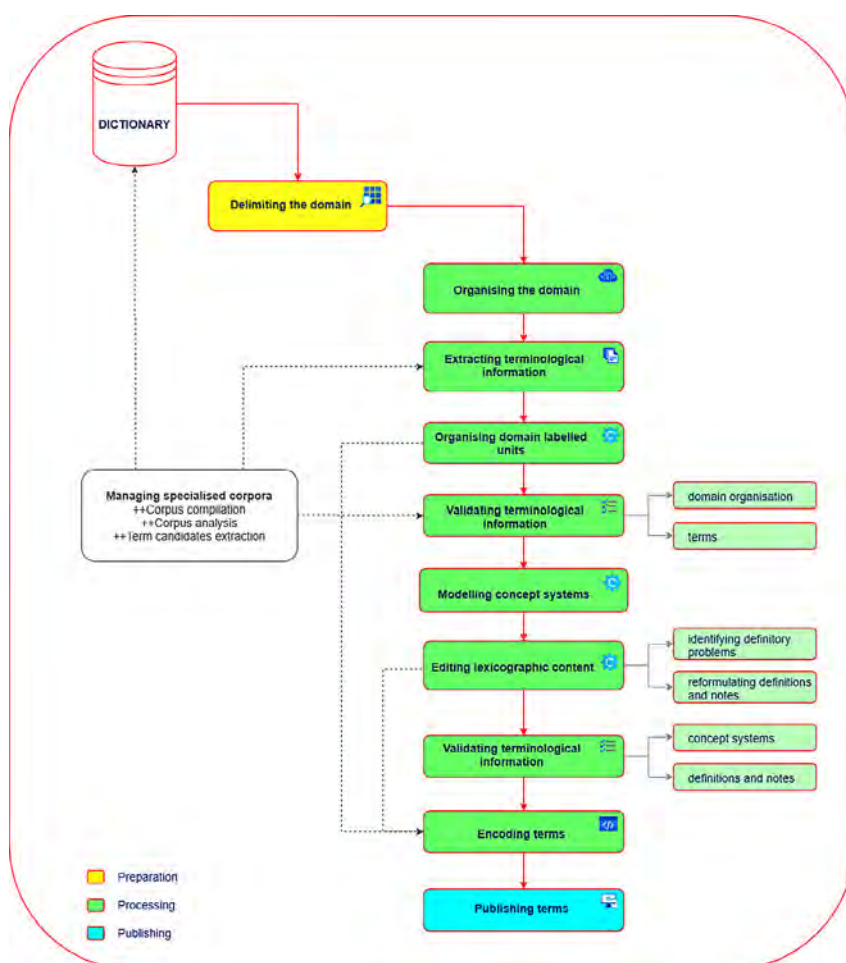 DICTIONARY
Delimiting the domain
Organising the domain
Extracting terminological
information
Organising domain labelled
units
Managing specialised corpora
++Corpus compilation
++Corpus analysis
++Term candidates extraction
Validating terminological
information
domain organisation
terms
Modelling concept systems
Editing lexicographic content
identifying definitory
problems
reformulating definitions
and notes
Validating terminological
information
concept systems
definitions and notes
Encoding terms
</>
Publishing terms
Preparation
Processing
Publishing